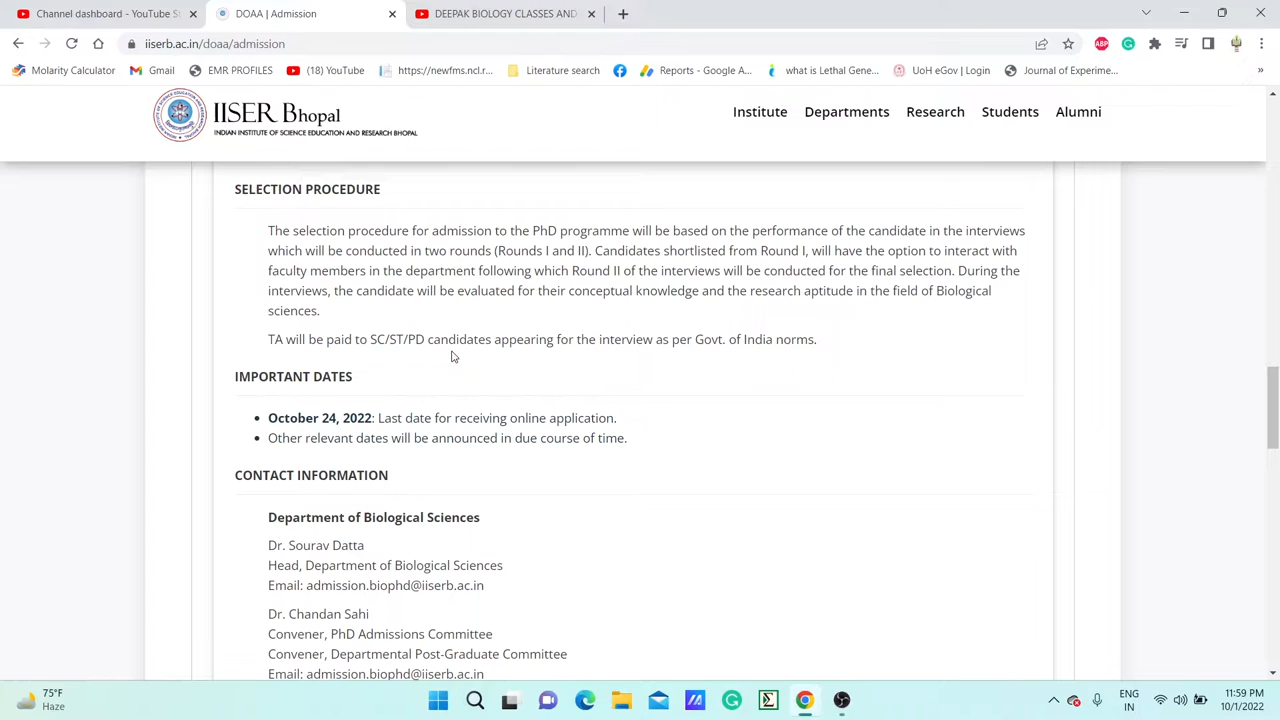 Channel dashboard - YouTube St
DOAA | Admission
DEEPAK BIOLOGY CLASSES AND
iiserb.ac.in/doaa/admission
ABP
Molarity Calculator
Gmail
EMR PROFILES
(18) YouTube
https://newfms.ncl.r...
Literature search
Reports - Google A...
what is Lethal Gene...
UoH eGov | Login
Journal of Experime...
»
IISER Bhopal
INDIAN INSTITUTE OF SCIENCE EDUCATION AND RESEARCH BHOPAL
Institute
Departments
Research
Students
Alumni
SELECTION PROCEDURE
The selection procedure for admission to the PhD programme will be based on the performance of the candidate in the interviews
which will be conducted in two rounds (Rounds I and II). Candidates shortlisted from Round I, will have the option to interact with
faculty members in the department following which Round II of the interviews will be conducted for the final selection. During the
interviews, the candidate will be evaluated for their conceptual knowledge and the research aptitude in the field of Biological
sciences.
TA will be paid to SC/ST/PD candidates appearing for the interview as per Govt. of India norms.
IMPORTANT DATES
• October 24, 2022: Last date for receiving online application.
• Other relevant dates will be announced in due course of time.
CONTACT INFORMATION
Department of Biological Sciences
Dr. Sourav Datta
Head, Department of Biological Sciences
Email: admission.biophd@iiserb.ac.in
Dr. Chandan Sahi
Convener, PhD Admissions Committee
Convener, Departmental Post-Graduate Committee
Email: admission.biophd@iiserb.ac.in
75°F
Haze
ENG
IN
11:59 PM
10/1/2022